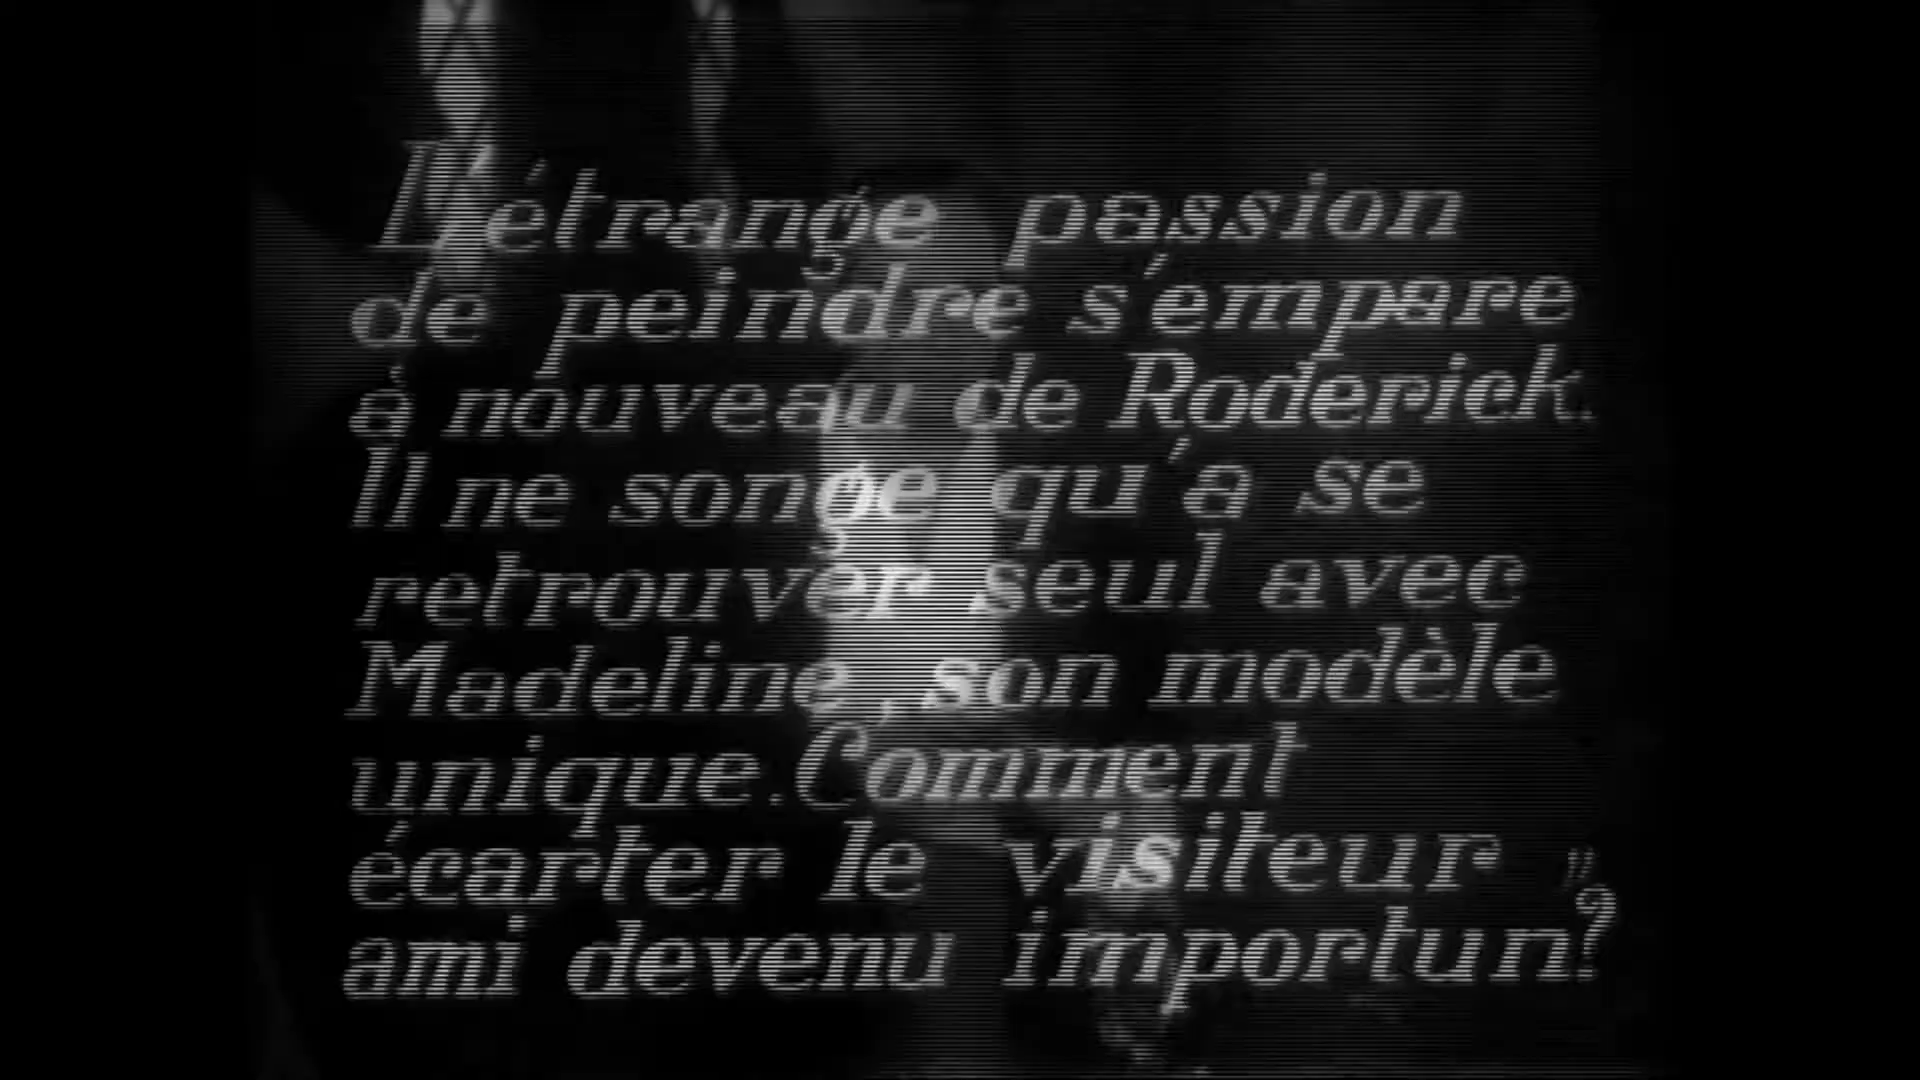 L'étrange passion
de peindre s'empare
à nouveau de Roderick.
Il ne songe qu'a se
retrouver seul avec
Madeline, son modèle
unique. Comment
écarter le visiteur "
ami devenu importun?